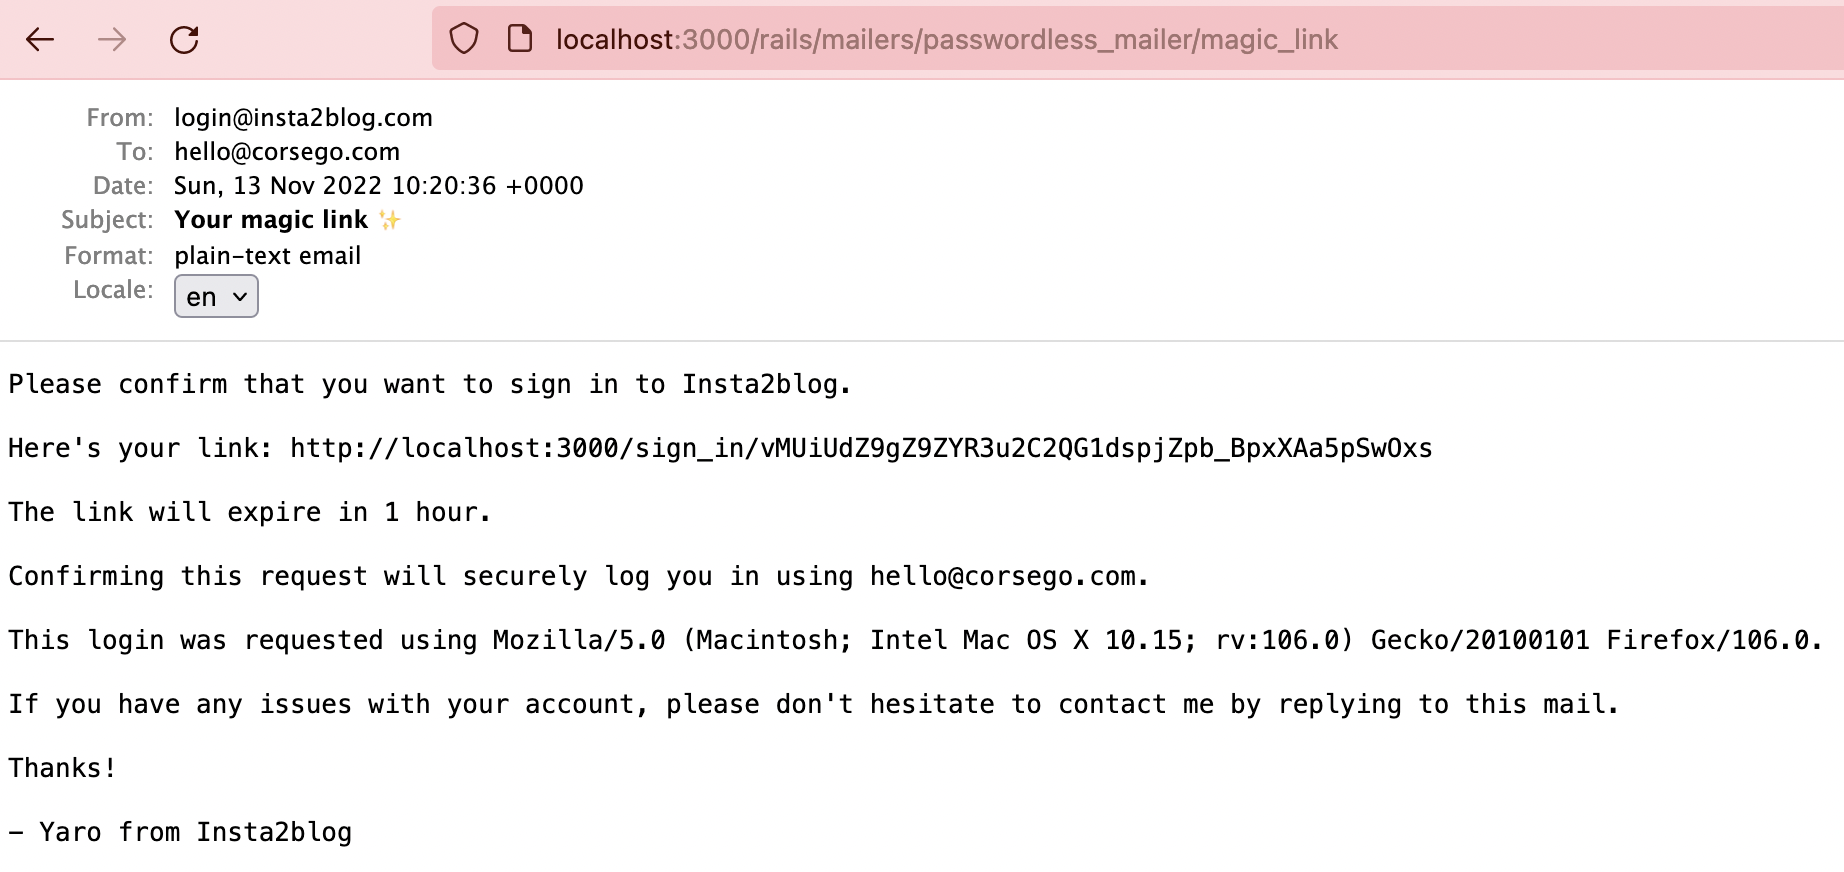 localhost:3000/rails/mailers/passwordless_mailer/magic_link
From: login@insta2blog.com
To: hello@corsego.com
Date: Sun, 13 Nov 2022 10:20:36 +0000
Subject: Your magic link ✨
Format: plain-text email
Locale: en
Please confirm that you want to sign in to Insta2blog.
Here's your link: http://localhost:3000/sign_in/vMUiUdZ9gZ9ZYR3u2C2QG1dspjZpb_BpxXAa5pSwOxs
The link will expire in 1 hour.
Confirming this request will securely log you in using hello@corsego.com.
This login was requested using Mozilla/5.0 (Macintosh; Intel Mac OS X 10.15; rv:106.0) Gecko/20100101 Firefox/106.0.
If you have any issues with your account, please don't hesitate to contact me by replying to this mail.
Thanks!
– Yaro from Insta2blog